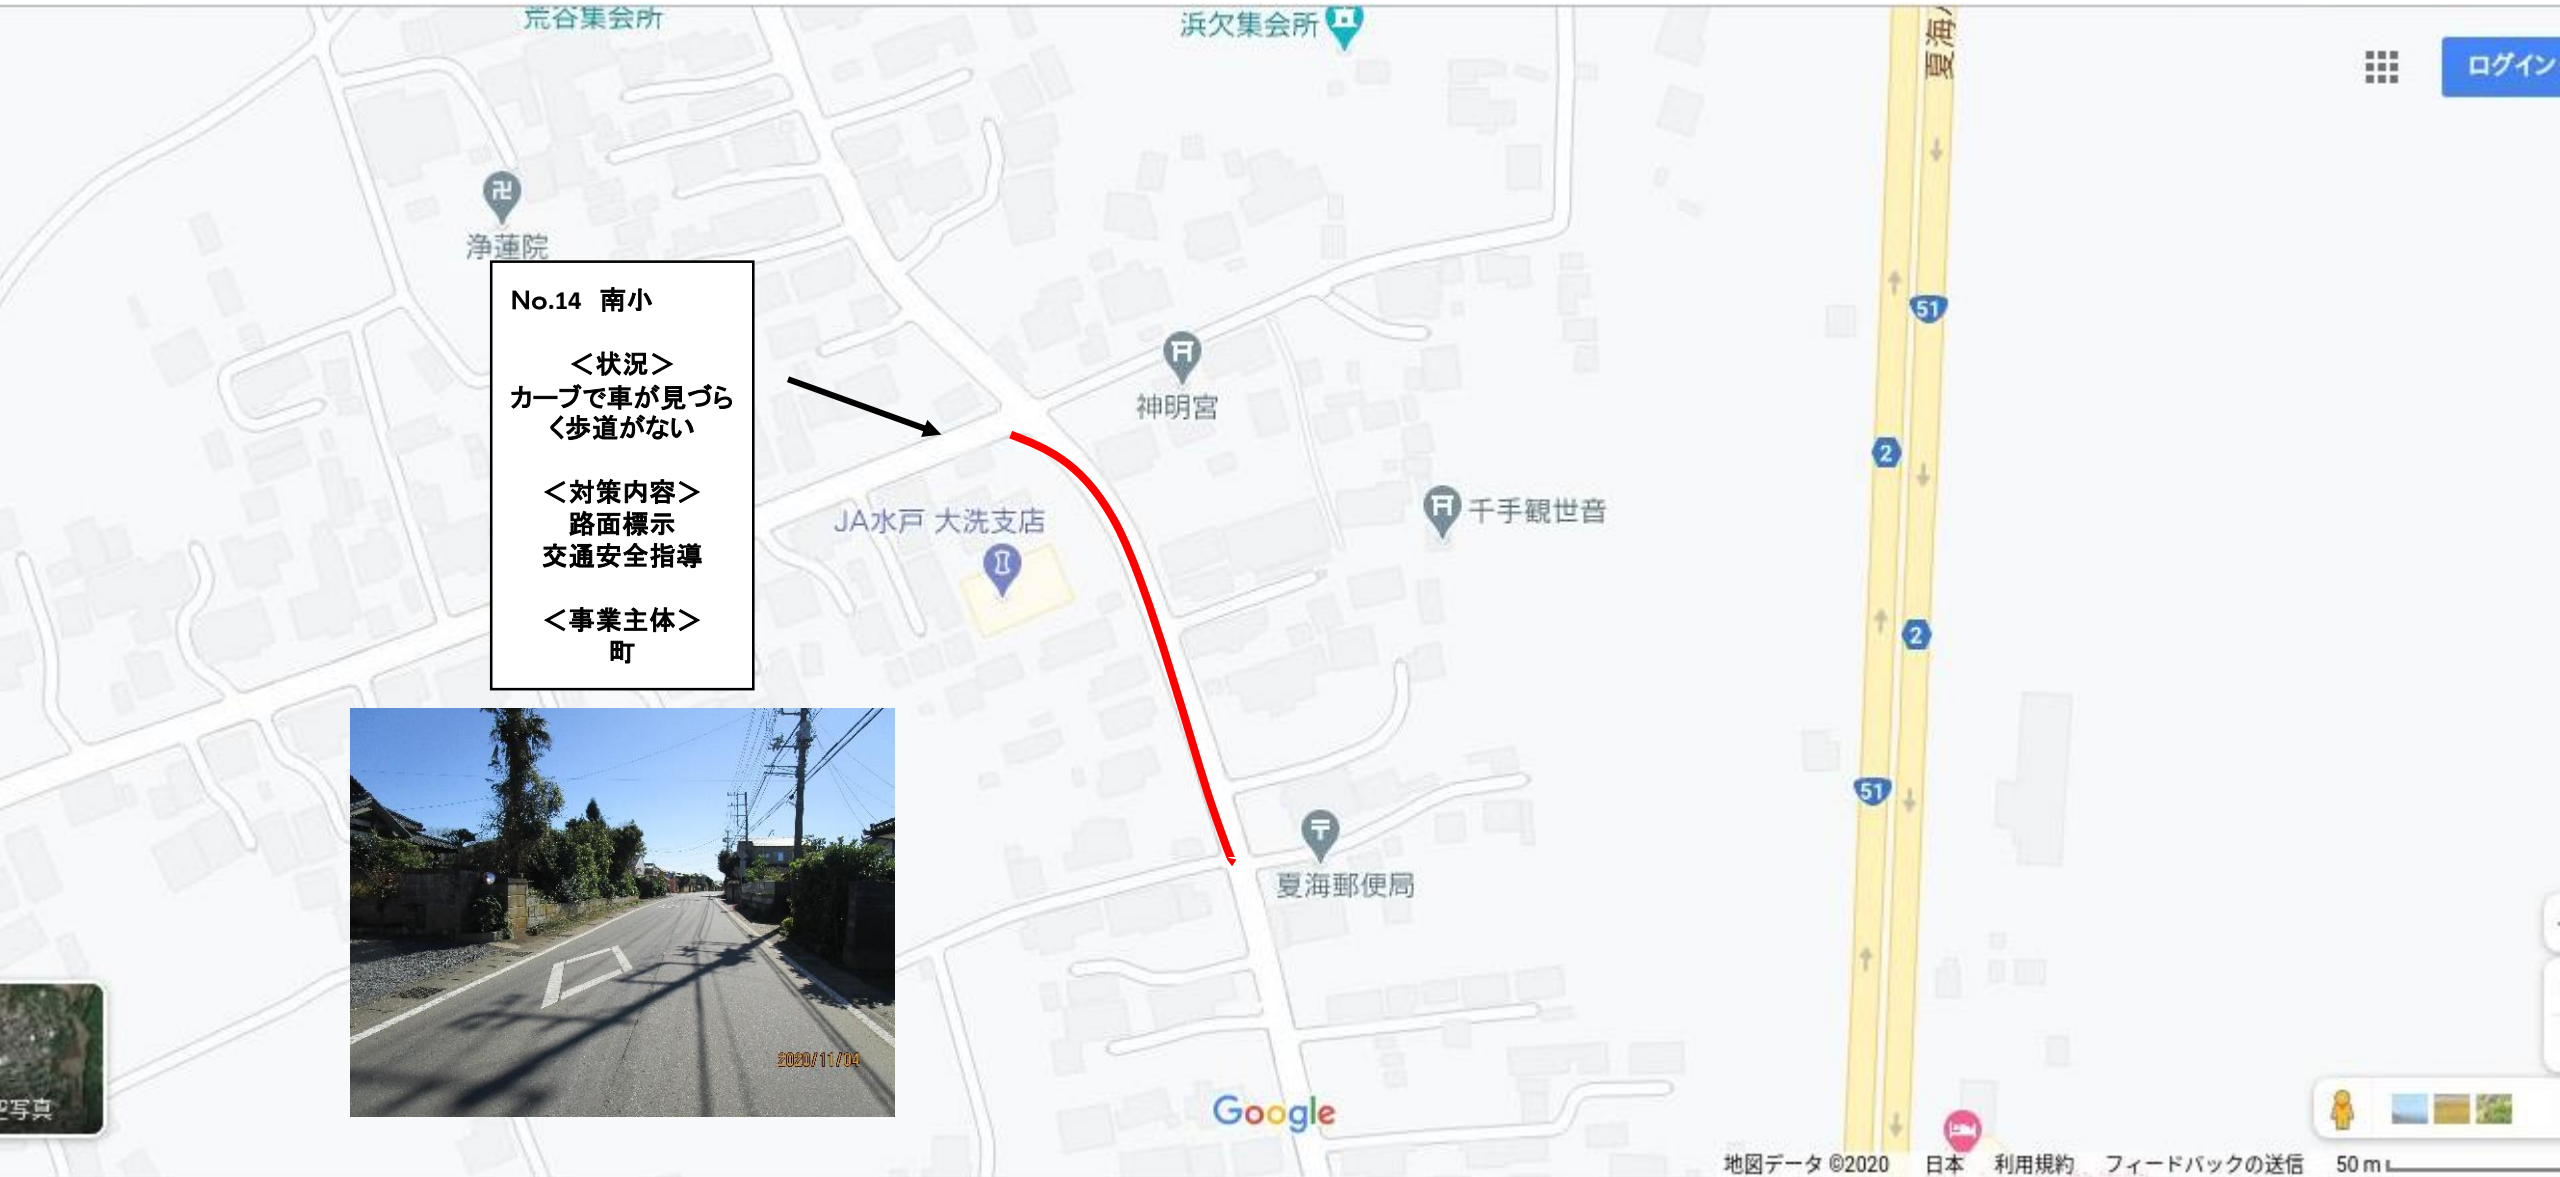 荒谷集会所
浜欠集会所
夏海
ログイン
浄蓮院
No.14 南小
＜状況＞
カーブで車が見づら
く歩道がない
＜対策内容＞
路面標示
交通安全指導
＜事業主体＞
町
51
神明宮
2
千手観世音
JA水戸 大洗支店
2
51
夏海郵便局
2020/11/04
写真
Google
地図データ ©2020 日本 利用規約 フィードバックの送信 50 m